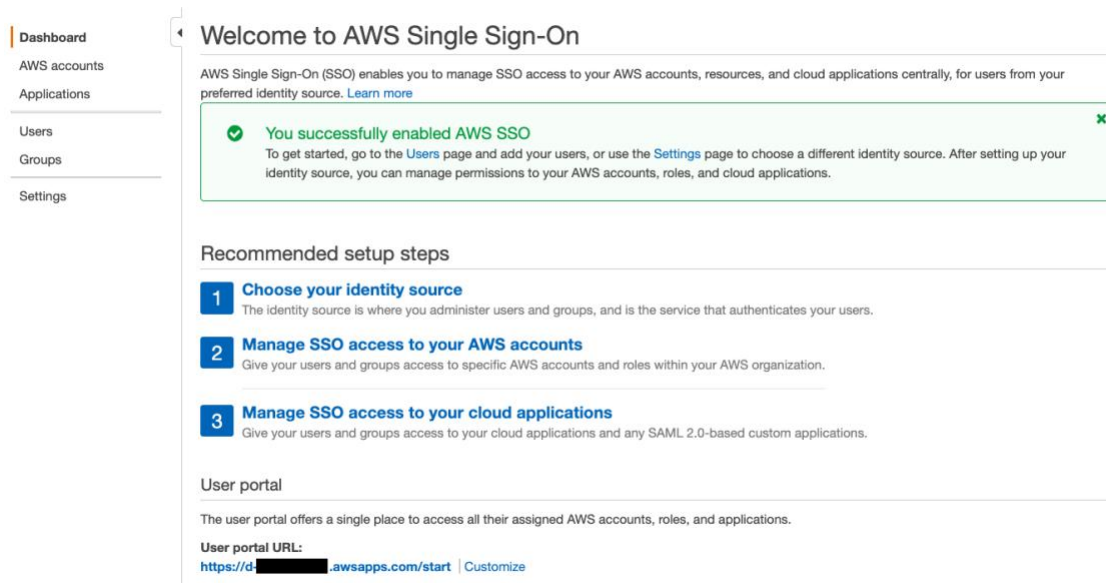 Dashboard
AWS accounts
Applications
Users
Groups
Settings
Welcome to AWS Single Sign-On
AWS Single Sign-On (SSO) enables you to manage SSO access to your AWS accounts, resources, and cloud applications centrally, for users from your
preferred identity source. Learn more
You successfully enabled AWS SSO
To get started, go to the Users page and add your users, or use the Settings page to choose a different identity source. After setting up your
identity source, you can manage permissions to your AWS accounts, roles, and cloud applications.
Recommended setup steps
1 Choose your identity source
The identity source is where you administer users and groups, and is the service that authenticates your users.
2 Manage SSO access to your AWS accounts
Give your users and groups access to specific AWS accounts and roles within your AWS organization.
3 Manage SSO access to your cloud applications
Give your users and groups access to your cloud applications and any SAML 2.0-based custom applications.
User portal
The user portal offers a single place to access all their assigned AWS accounts, roles, and applications.
User portal URL:
https://d- .awsapps.com/start | Customize